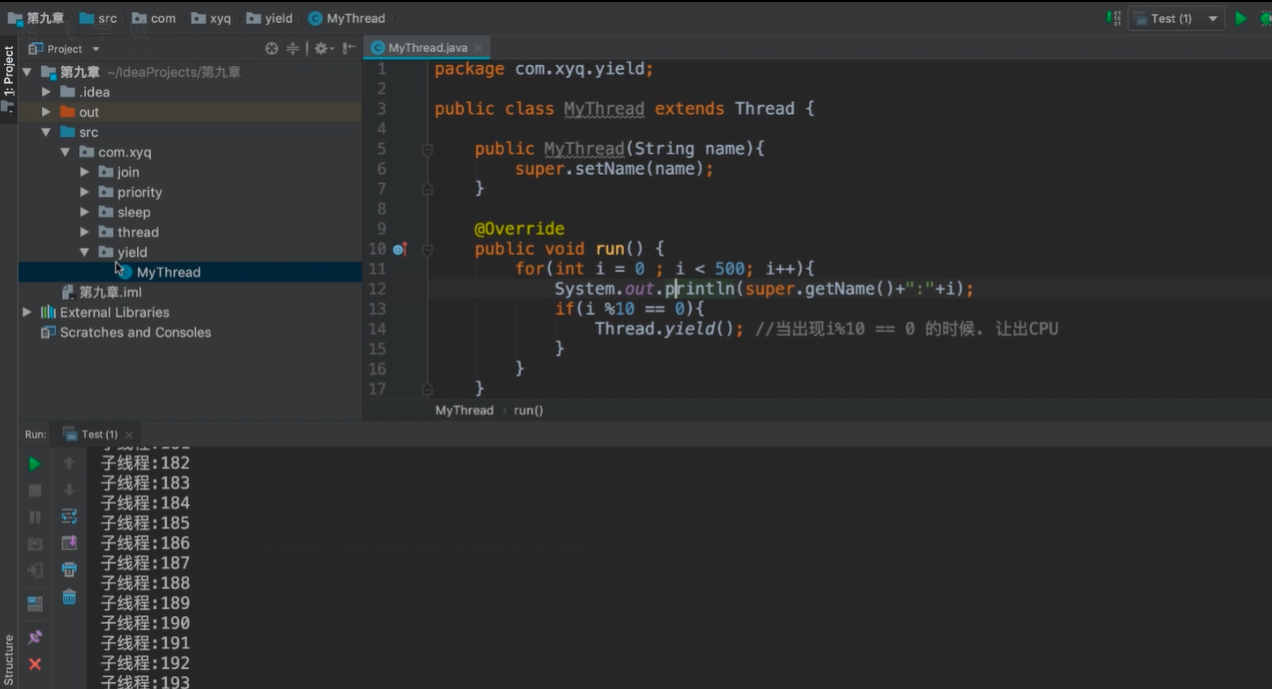 第九章 src com xyq yield MyThread
Test (1)
1: Project
Project
MyThread.java
第九章 ~/IdeaProjects/第九章
.idea
out
src
com.xyq
join
priority
sleep
thread
yield
MyThread
第九章.iml
External Libraries
Scratches and Consoles
1 package com.xyq.yield;
2
3 public class MyThread extends Thread {
4
5 public MyThread(String name){
6 super.setName(name);
7 }
8
9 @Override
10 public void run() {
11 for(int i = 0 ; i < 500; i++){
12 System.out.println(super.getName()+":"+i);
13 if(i %10 == 0){
14 Thread.yield(); //当出现i%10 == 0 的时候. 让出CPU
15 }
16 }
17 }
MyThread › run()
Run: Test (1)
子线程:182
子线程:183
子线程:184
子线程:185
子线程:186
子线程:187
子线程:188
子线程:189
子线程:190
子线程:191
子线程:192
子线程:193
Structure